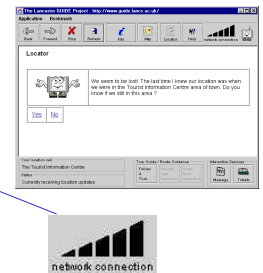 The Lancaster GUIDE Project : http://www.guide.lancs.ac.uk/
Application Bookmark
Back Forward Stop Refresh Info Map Locator Help network connection
Locator
We seem to be lost! The last time I knew our location was when
we were in the Tourist Information Centre area of town. Do you
know if we still in this area ?
Yes No
Your location cell
The Tourist Information Centre
Status
Currently receiving location updates
Tour Guide / Route Guidance
Follow
Tour
Interactive Services
Message Tickets
network connection